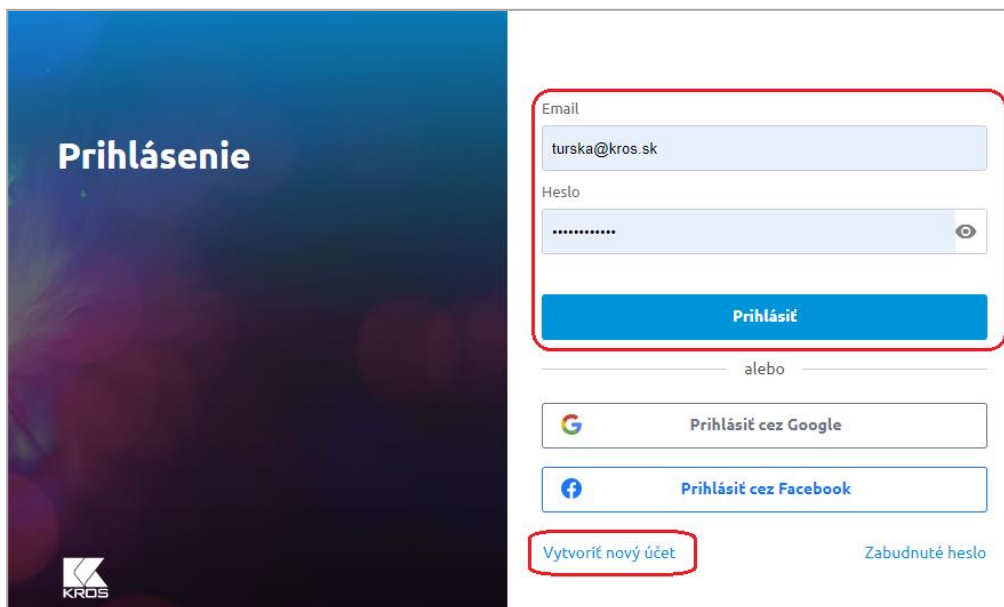 Prihlásenie
Email
turska@kros.sk
Heslo
••••••••••••
Prihlásiť
alebo
Prihlásiť cez Google
Prihlásiť cez Facebook
Vytvoriť nový účet
Zabudnuté heslo
KROS